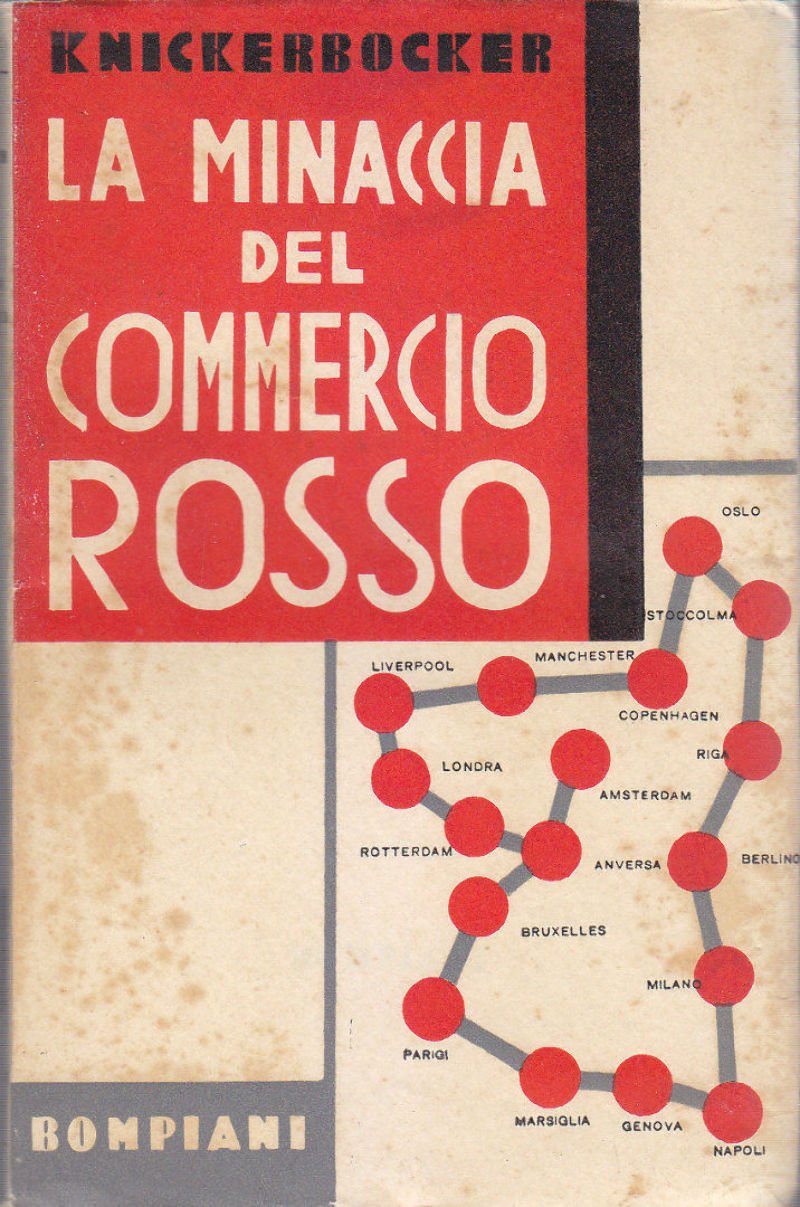 KNICKERBOCKER
LA MINACCIA
DEL
COMMERCIO
ROSSO
OSLO
STOCCOLMA
MANCHESTER
LIVERPOOL
COPENHAGEN
RIGA
LONDRA
AMSTERDAM
ROTTERDAM
ANVERSA
BERLINO
BRUXELLES
MILANO
PARIGI
MARSIGLIA
GENOVA
NAPOLI
BOMPIANI